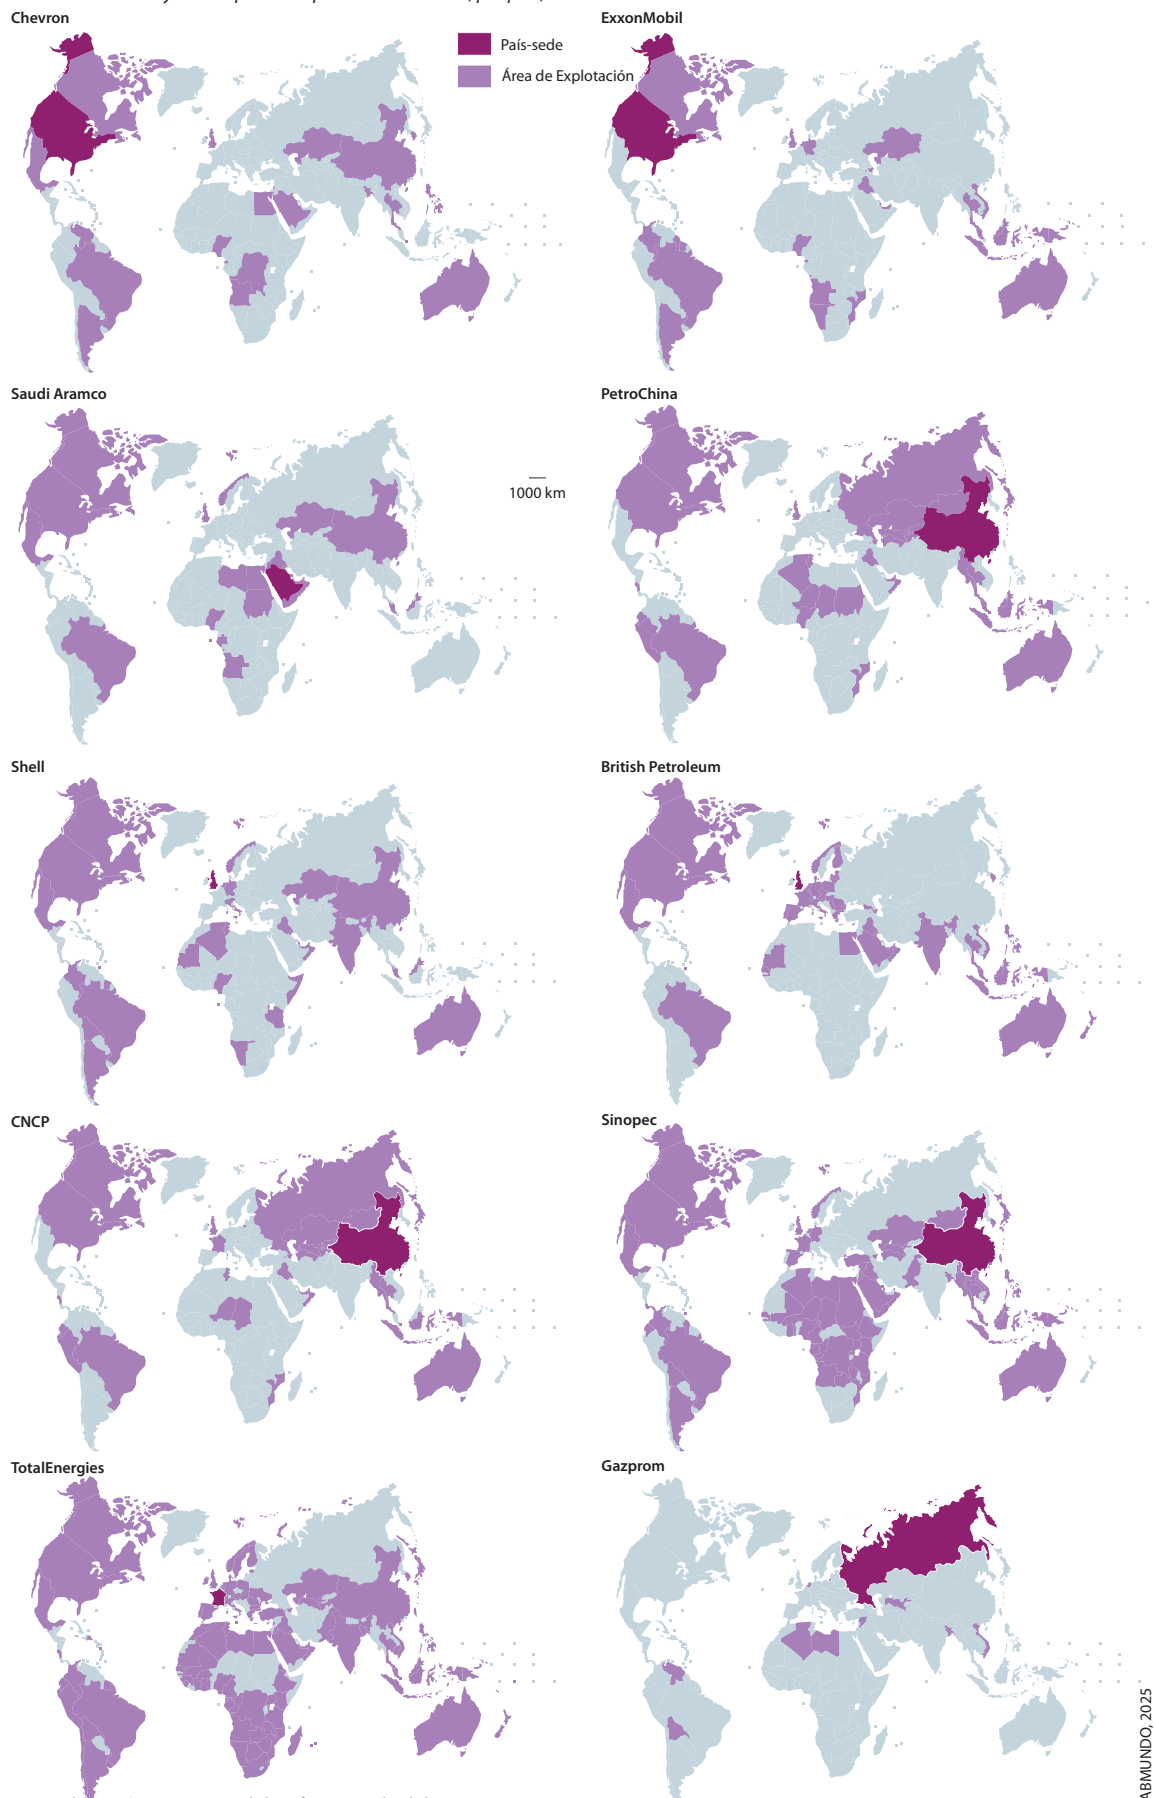 Chevron
ExxonMobil
País-sede
Área de Explotación
Saudi Aramco
PetroChina
1000 km
Shell
British Petroleum
CNCP
Sinopec
TotalEnergies
Gazprom
ABMUNDO, 2025